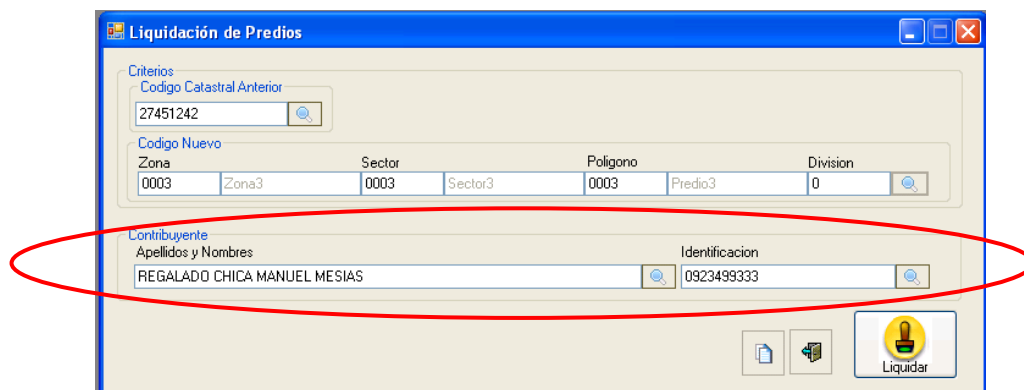 Liquidación de Predios
Criterios
Codigo Catastral Anterior
27451242
Codigo Nuevo
Zona Sector Poligono Division
0003 Zona3 0003 Sector3 0003 Predio3 0
Contribuyente
Apellidos y Nombres Identificacion
REGALADO CHICA MANUEL MESIAS 0923499333
Liquidar